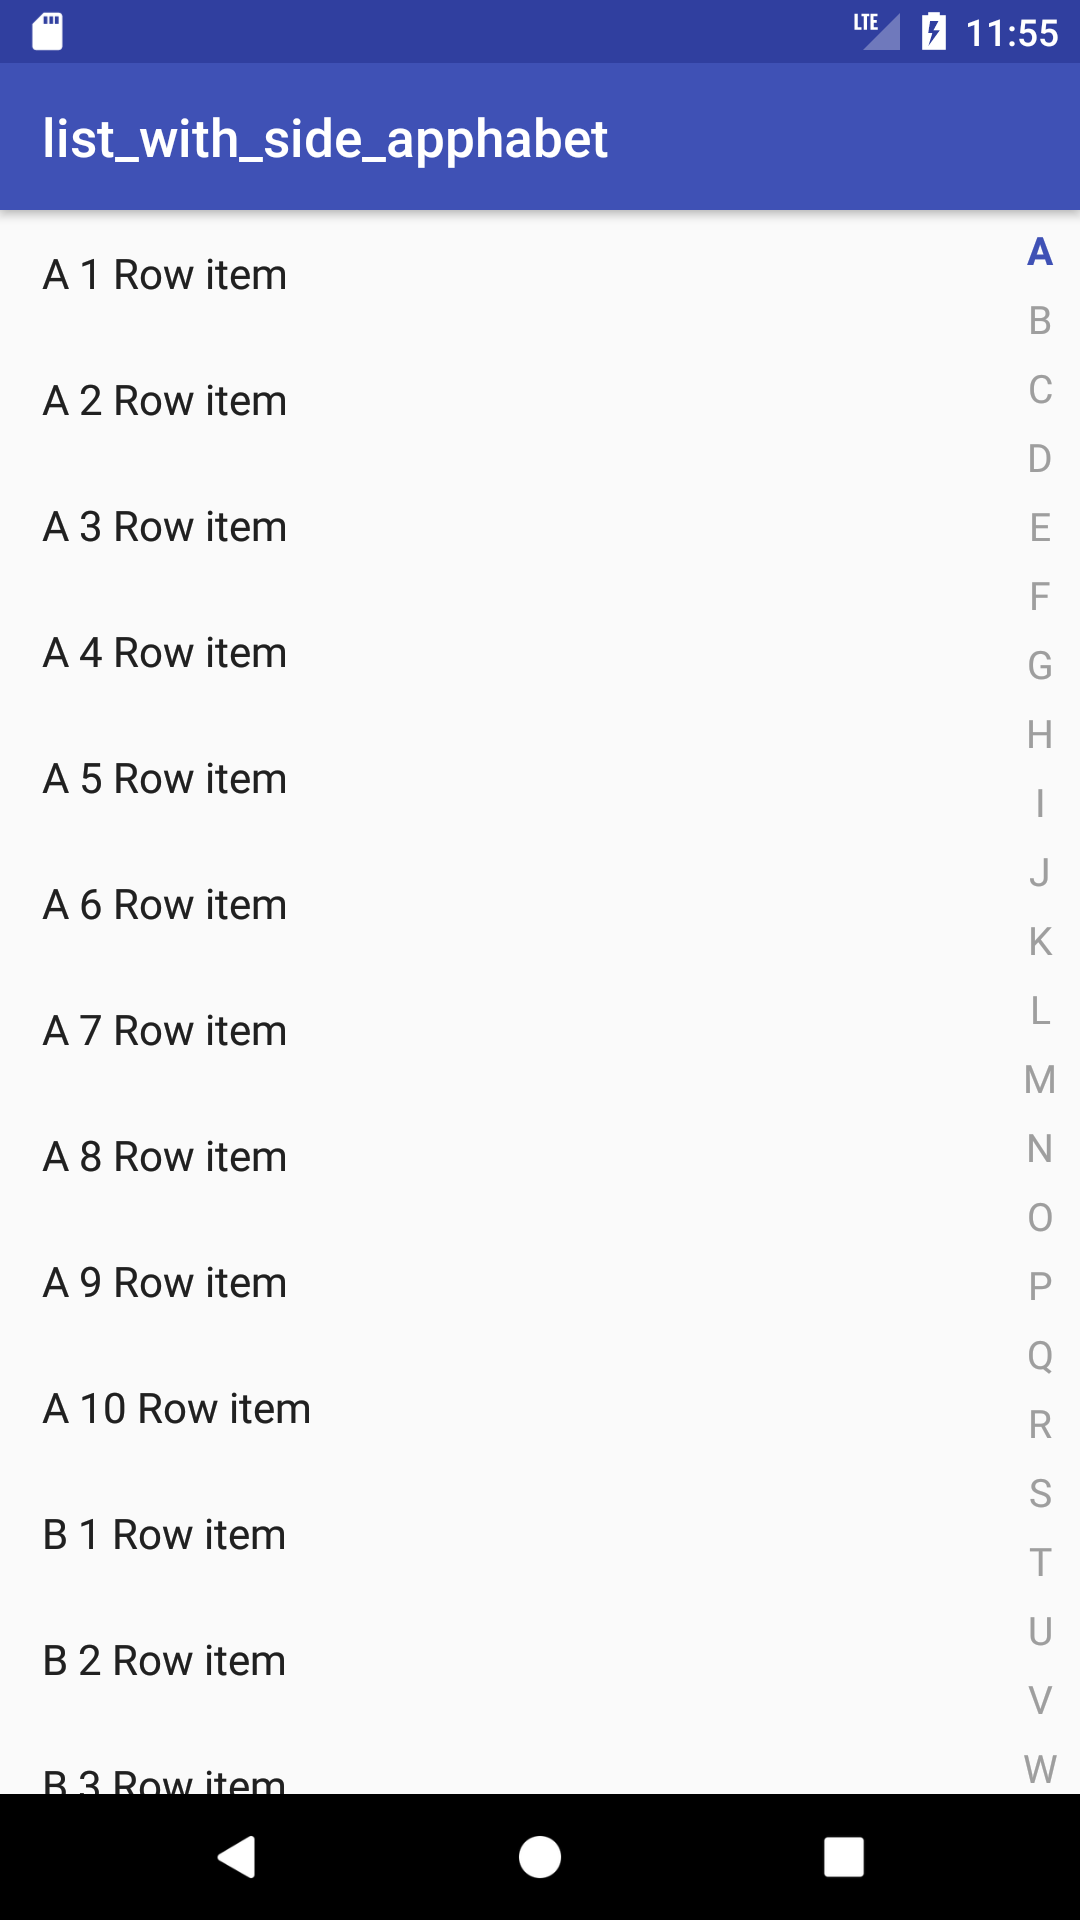 LTE 11:55
list_with_side_apphabet
A 1 Row item
A 2 Row item
A 3 Row item
A 4 Row item
A 5 Row item
A 6 Row item
A 7 Row item
A 8 Row item
A 9 Row item
A 10 Row item
B 1 Row item
B 2 Row item
B 3 Row item
A
B
C
D
E
F
G
H
I
J
K
L
M
N
O
P
Q
R
S
T
U
V
W